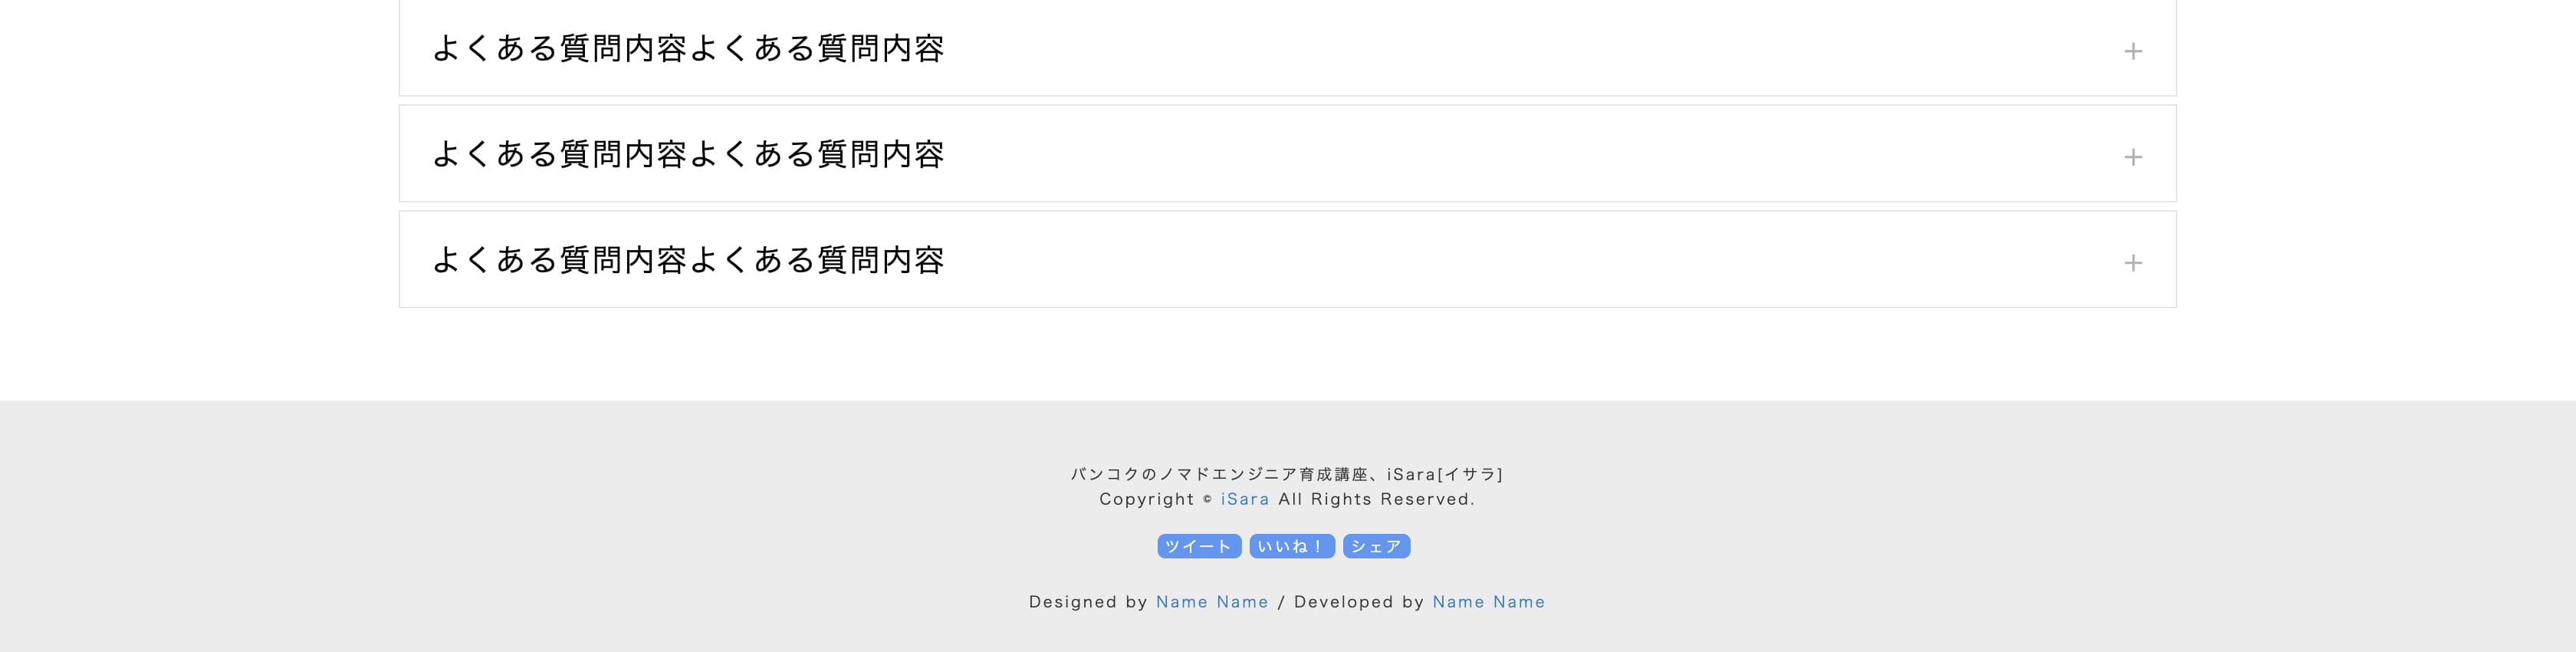 よくある質問内容よくある質問内容
よくある質問内容よくある質問内容
よくある質問内容よくある質問内容
バンコクのノマドエンジニア育成講座、iSara[イサラ]
Copyright © iSara All Rights Reserved.
ツイート いいね！ シェア
Designed by Name Name / Developed by Name Name